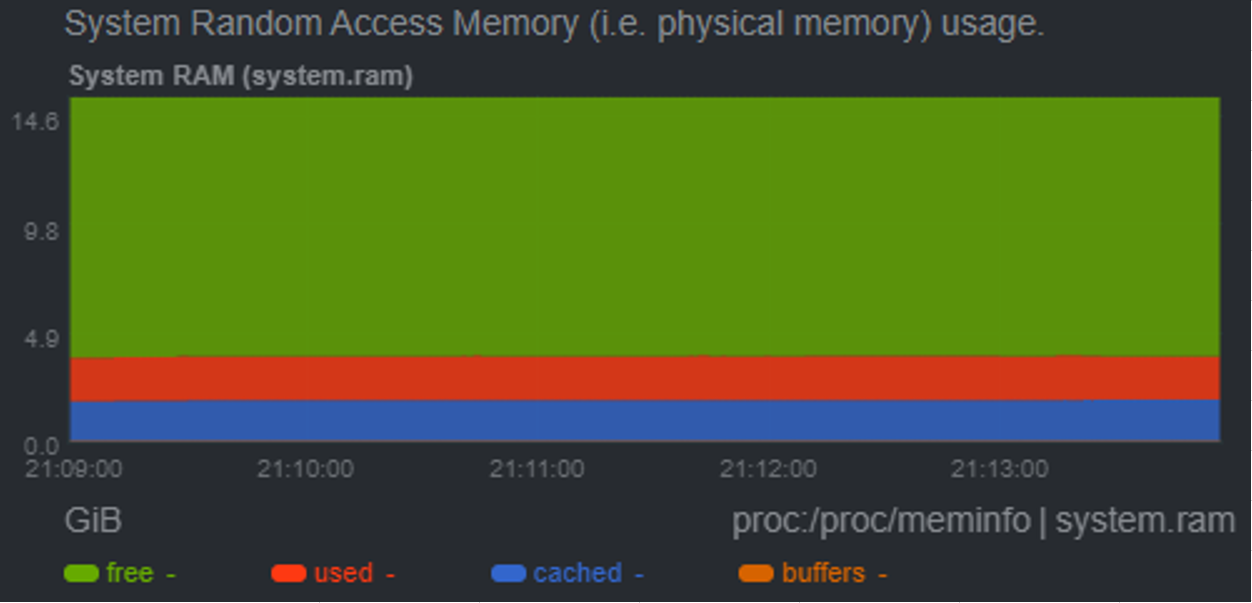 System Random Access Memory (i.e. physical memory) usage.
System RAM (system.ram)
14.6
9.8
4.9
0.0
21:09:00 21:10:00 21:11:00 21:12:00 21:13:00
GiB proc:/proc/meminfo | system.ram
free - used - cached - buffers -